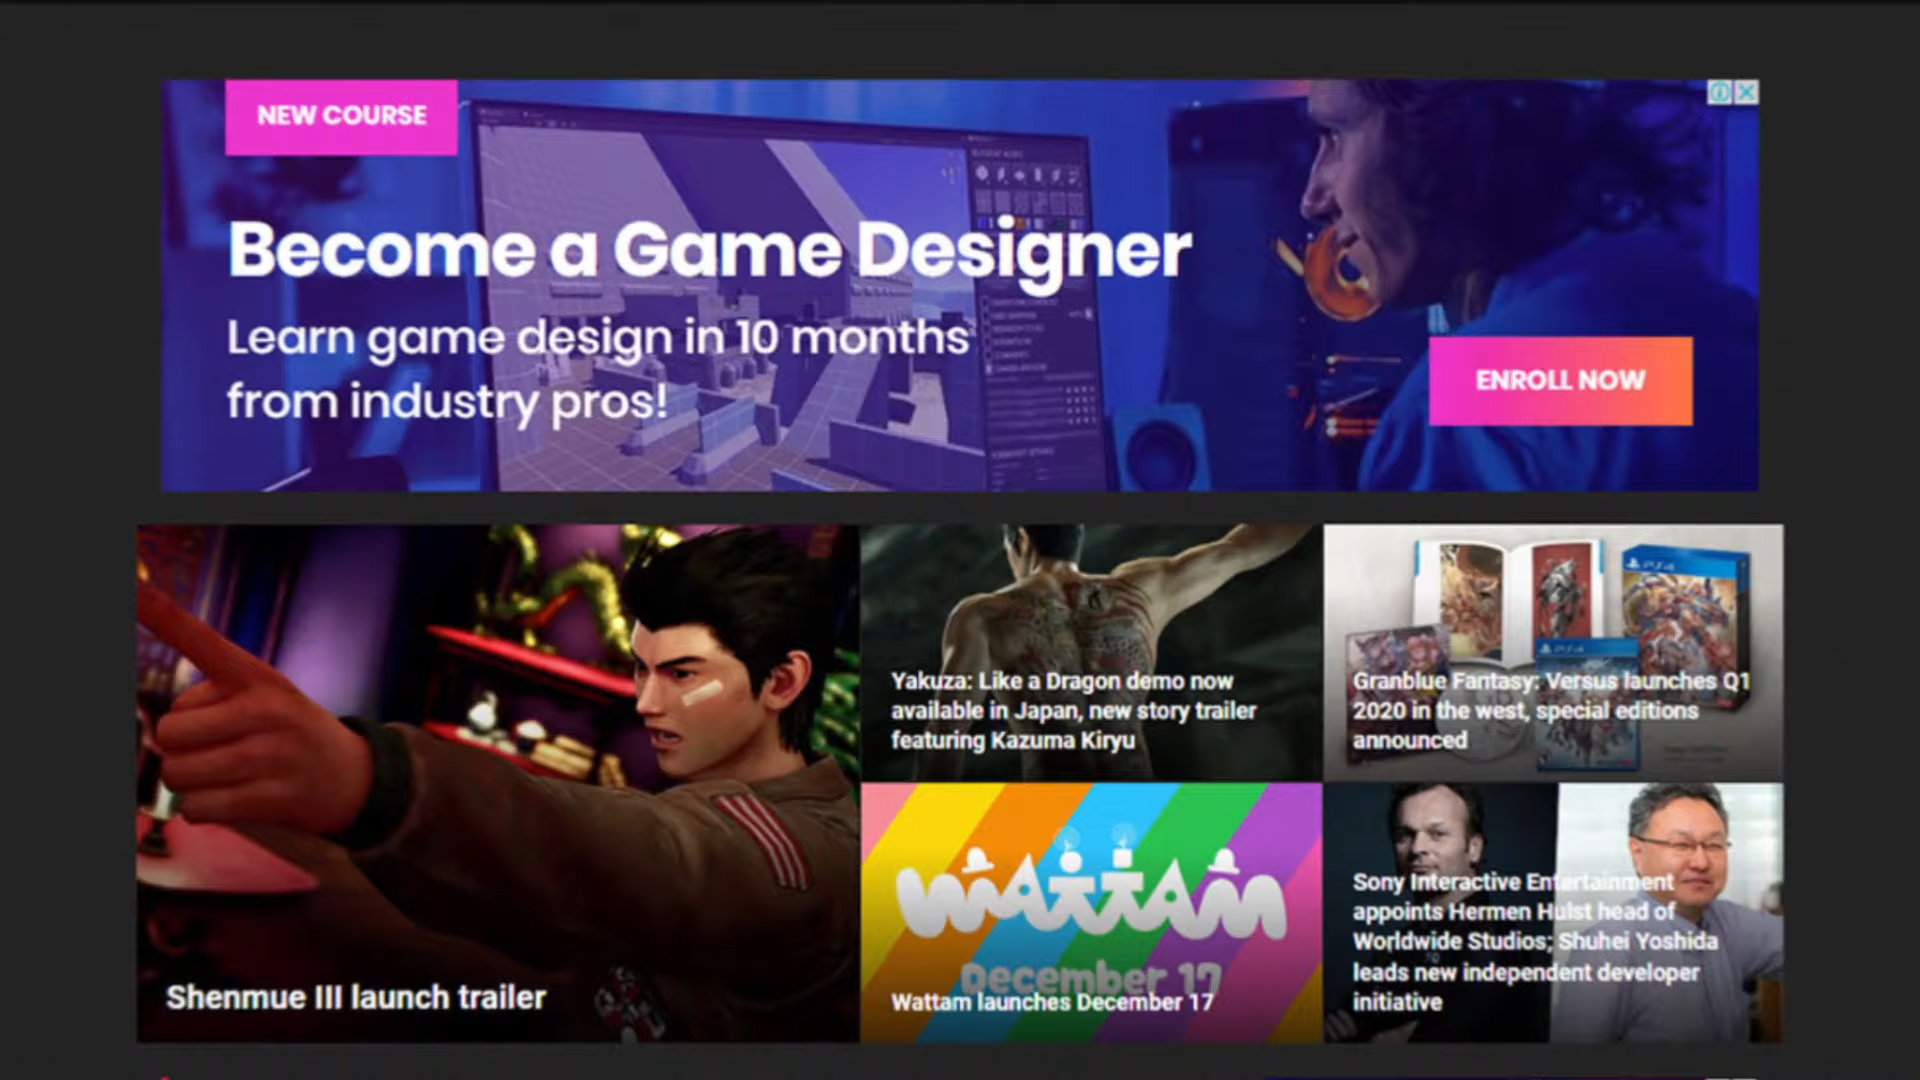 NEW COURSE
Become a Game Designer
Learn game design in 10 months
from industry pros!
ENROLL NOW
Shenmue III launch trailer
Yakuza: Like a Dragon demo now
available in Japan, new story trailer
featuring Kazuma Kiryu
PS4
PS4
Granblue Fantasy: Versus launches Q1
2020 in the west, special editions
announced
wattam
December 17
Wattam launches December 17
Sony Interactive Entertainment
appoints Hermen Hulst head of
Worldwide Studios; Shuhei Yoshida
leads new independent developer
initiative